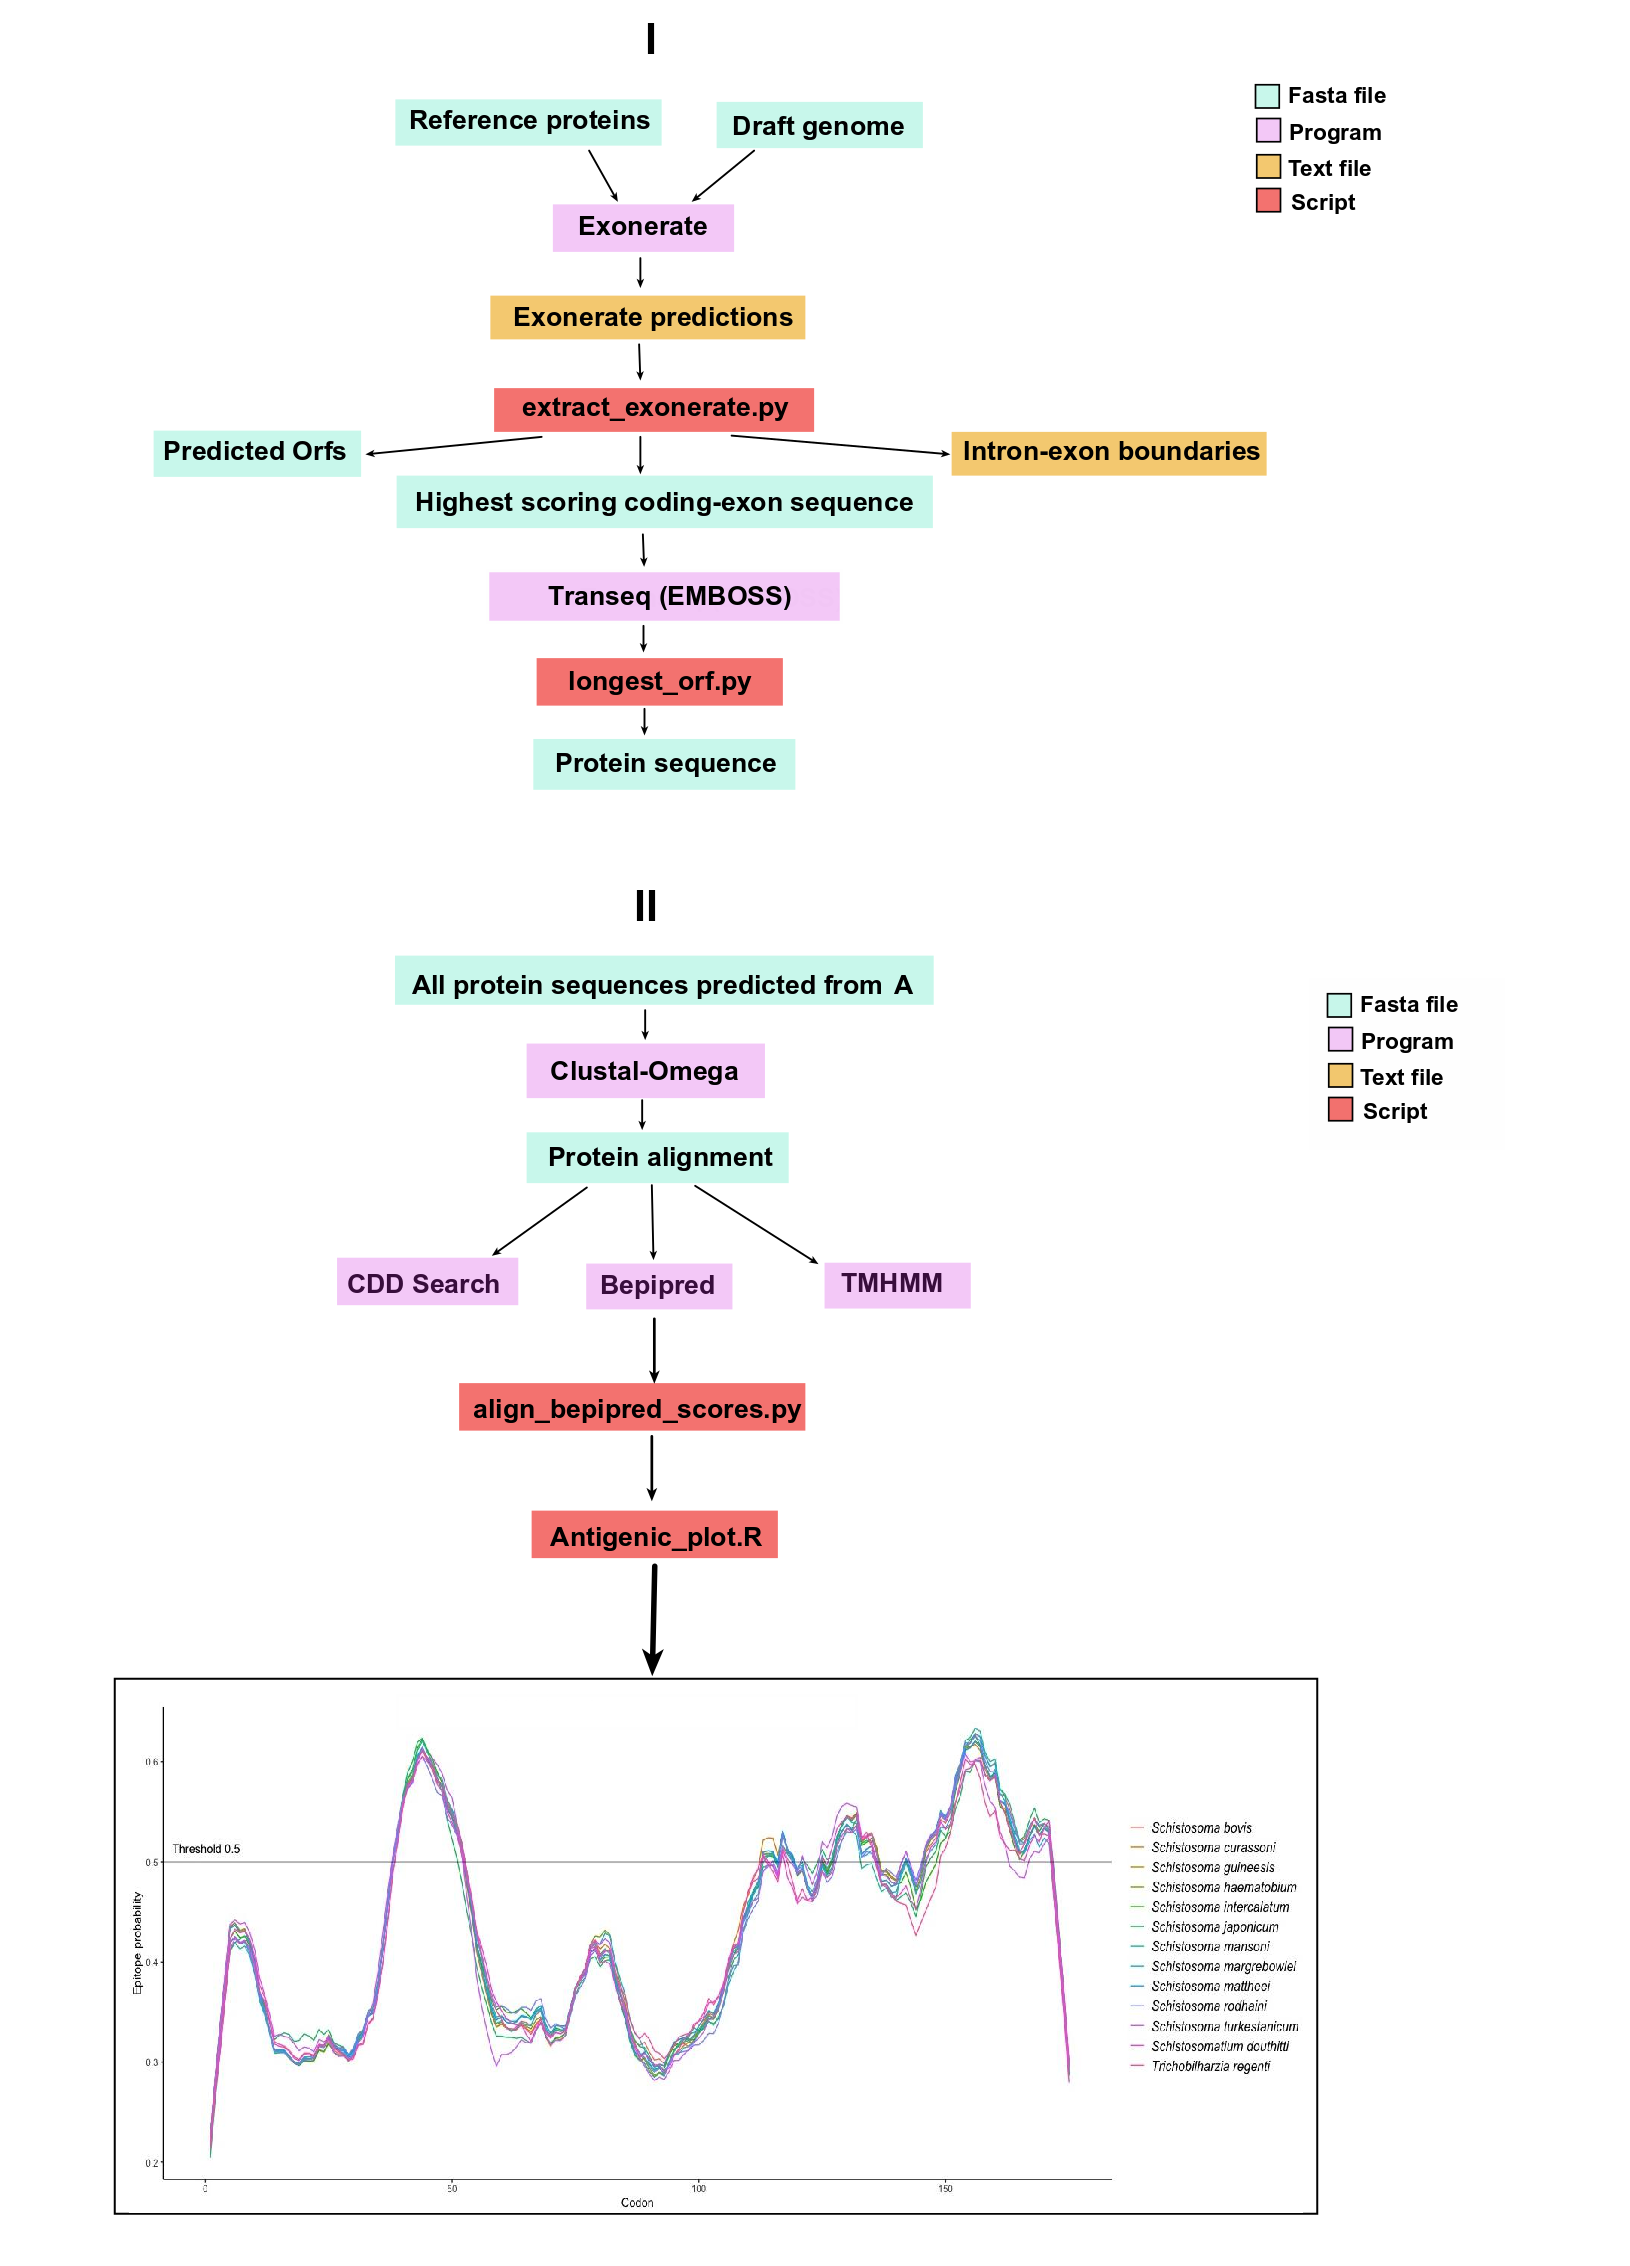 I
Reference proteins
Draft genome
Fasta file
Program
Text file
Script
Exonerate
Exonerate predictions
extract_exonerate.py
Predicted Orfs
Intron-exon boundaries
Highest scoring coding-exon sequence
Transeq (EMBOSS)
longest_orf.py
Protein sequence
II
All protein sequences predicted from A
Fasta file
Program
Text file
Script
Clustal-Omega
Protein alignment
CDD Search
Bepipred
TMHMM
align_bepipred_scores.py
Antigenic_plot.R
0.6
Threshold 0.5
0.5
0.4
0.3
0.2
Epitope probability
0
50
100
150
Codon
Schistosoma bovis
Schistosoma curassoni
Schistosoma guineesis
Schistosoma haematobium
Schistosoma intercalatum
Schistosoma japonicum
Schistosoma mansoni
Schistosoma margrebowiei
Schistosoma mattheei
Schistosoma rodhaini
Schistosoma turkestanicum
Schistosomatium douthitti
Trichobilharzia regenti